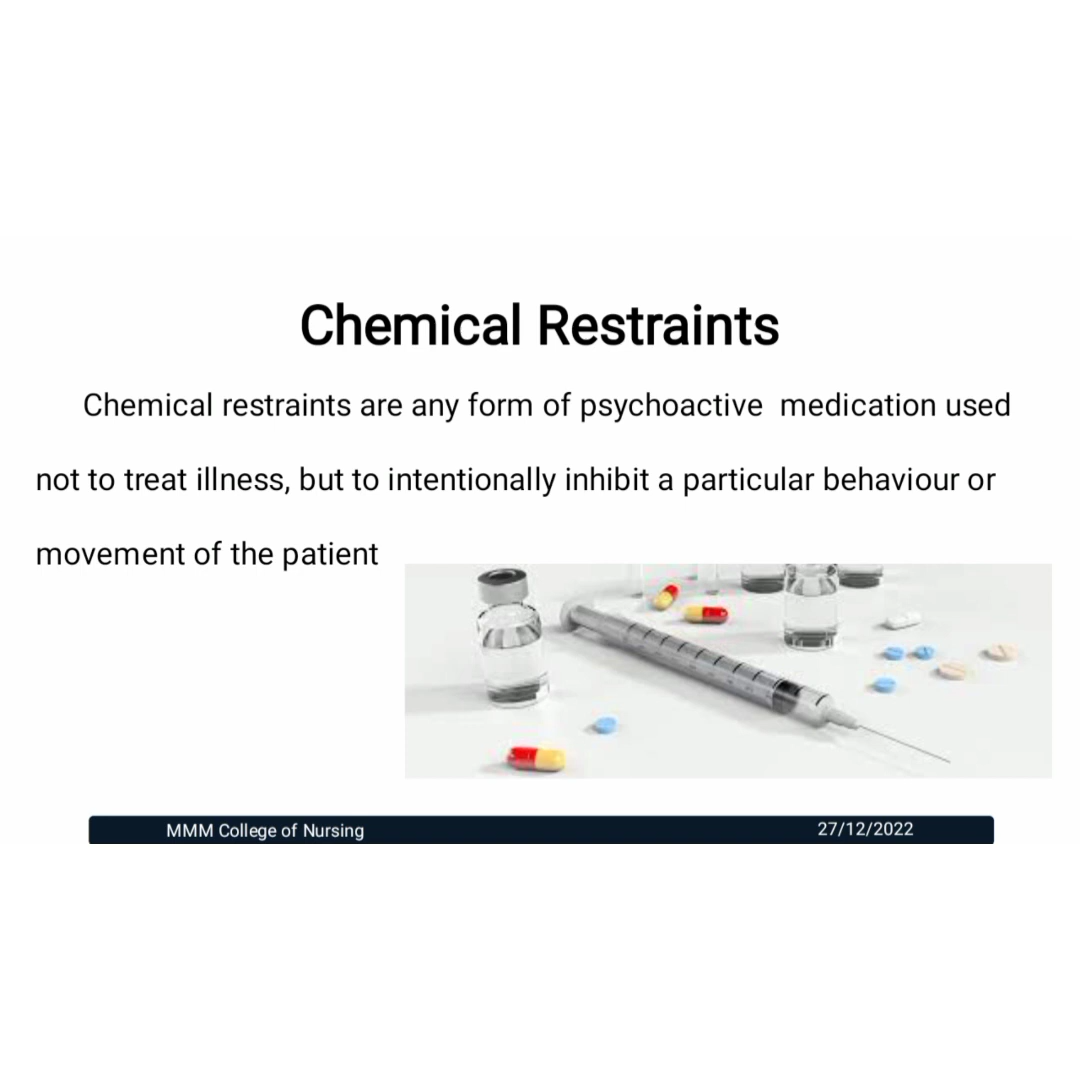 Chemical Restraints
Chemical restraints are any form of psychoactive  medication used
not to treat illness, but to intentionally inhibit a particular behaviour or
movement of the patient
MMM College of Nursing
27/12/2022